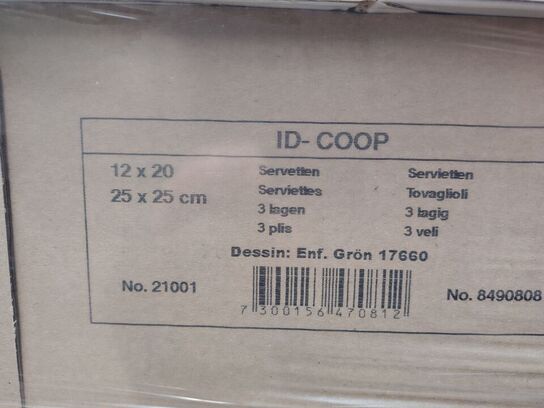 ID- COOP
12 x 20
25 x 25 cm
Servetten
Serviettes
3 lagen
3 plis
Servietten
Tovaglioli
3 lagig
3 veli
Dessin: Enf. Grön 17660
No. 21001
7 300156 470812
No. 8490808